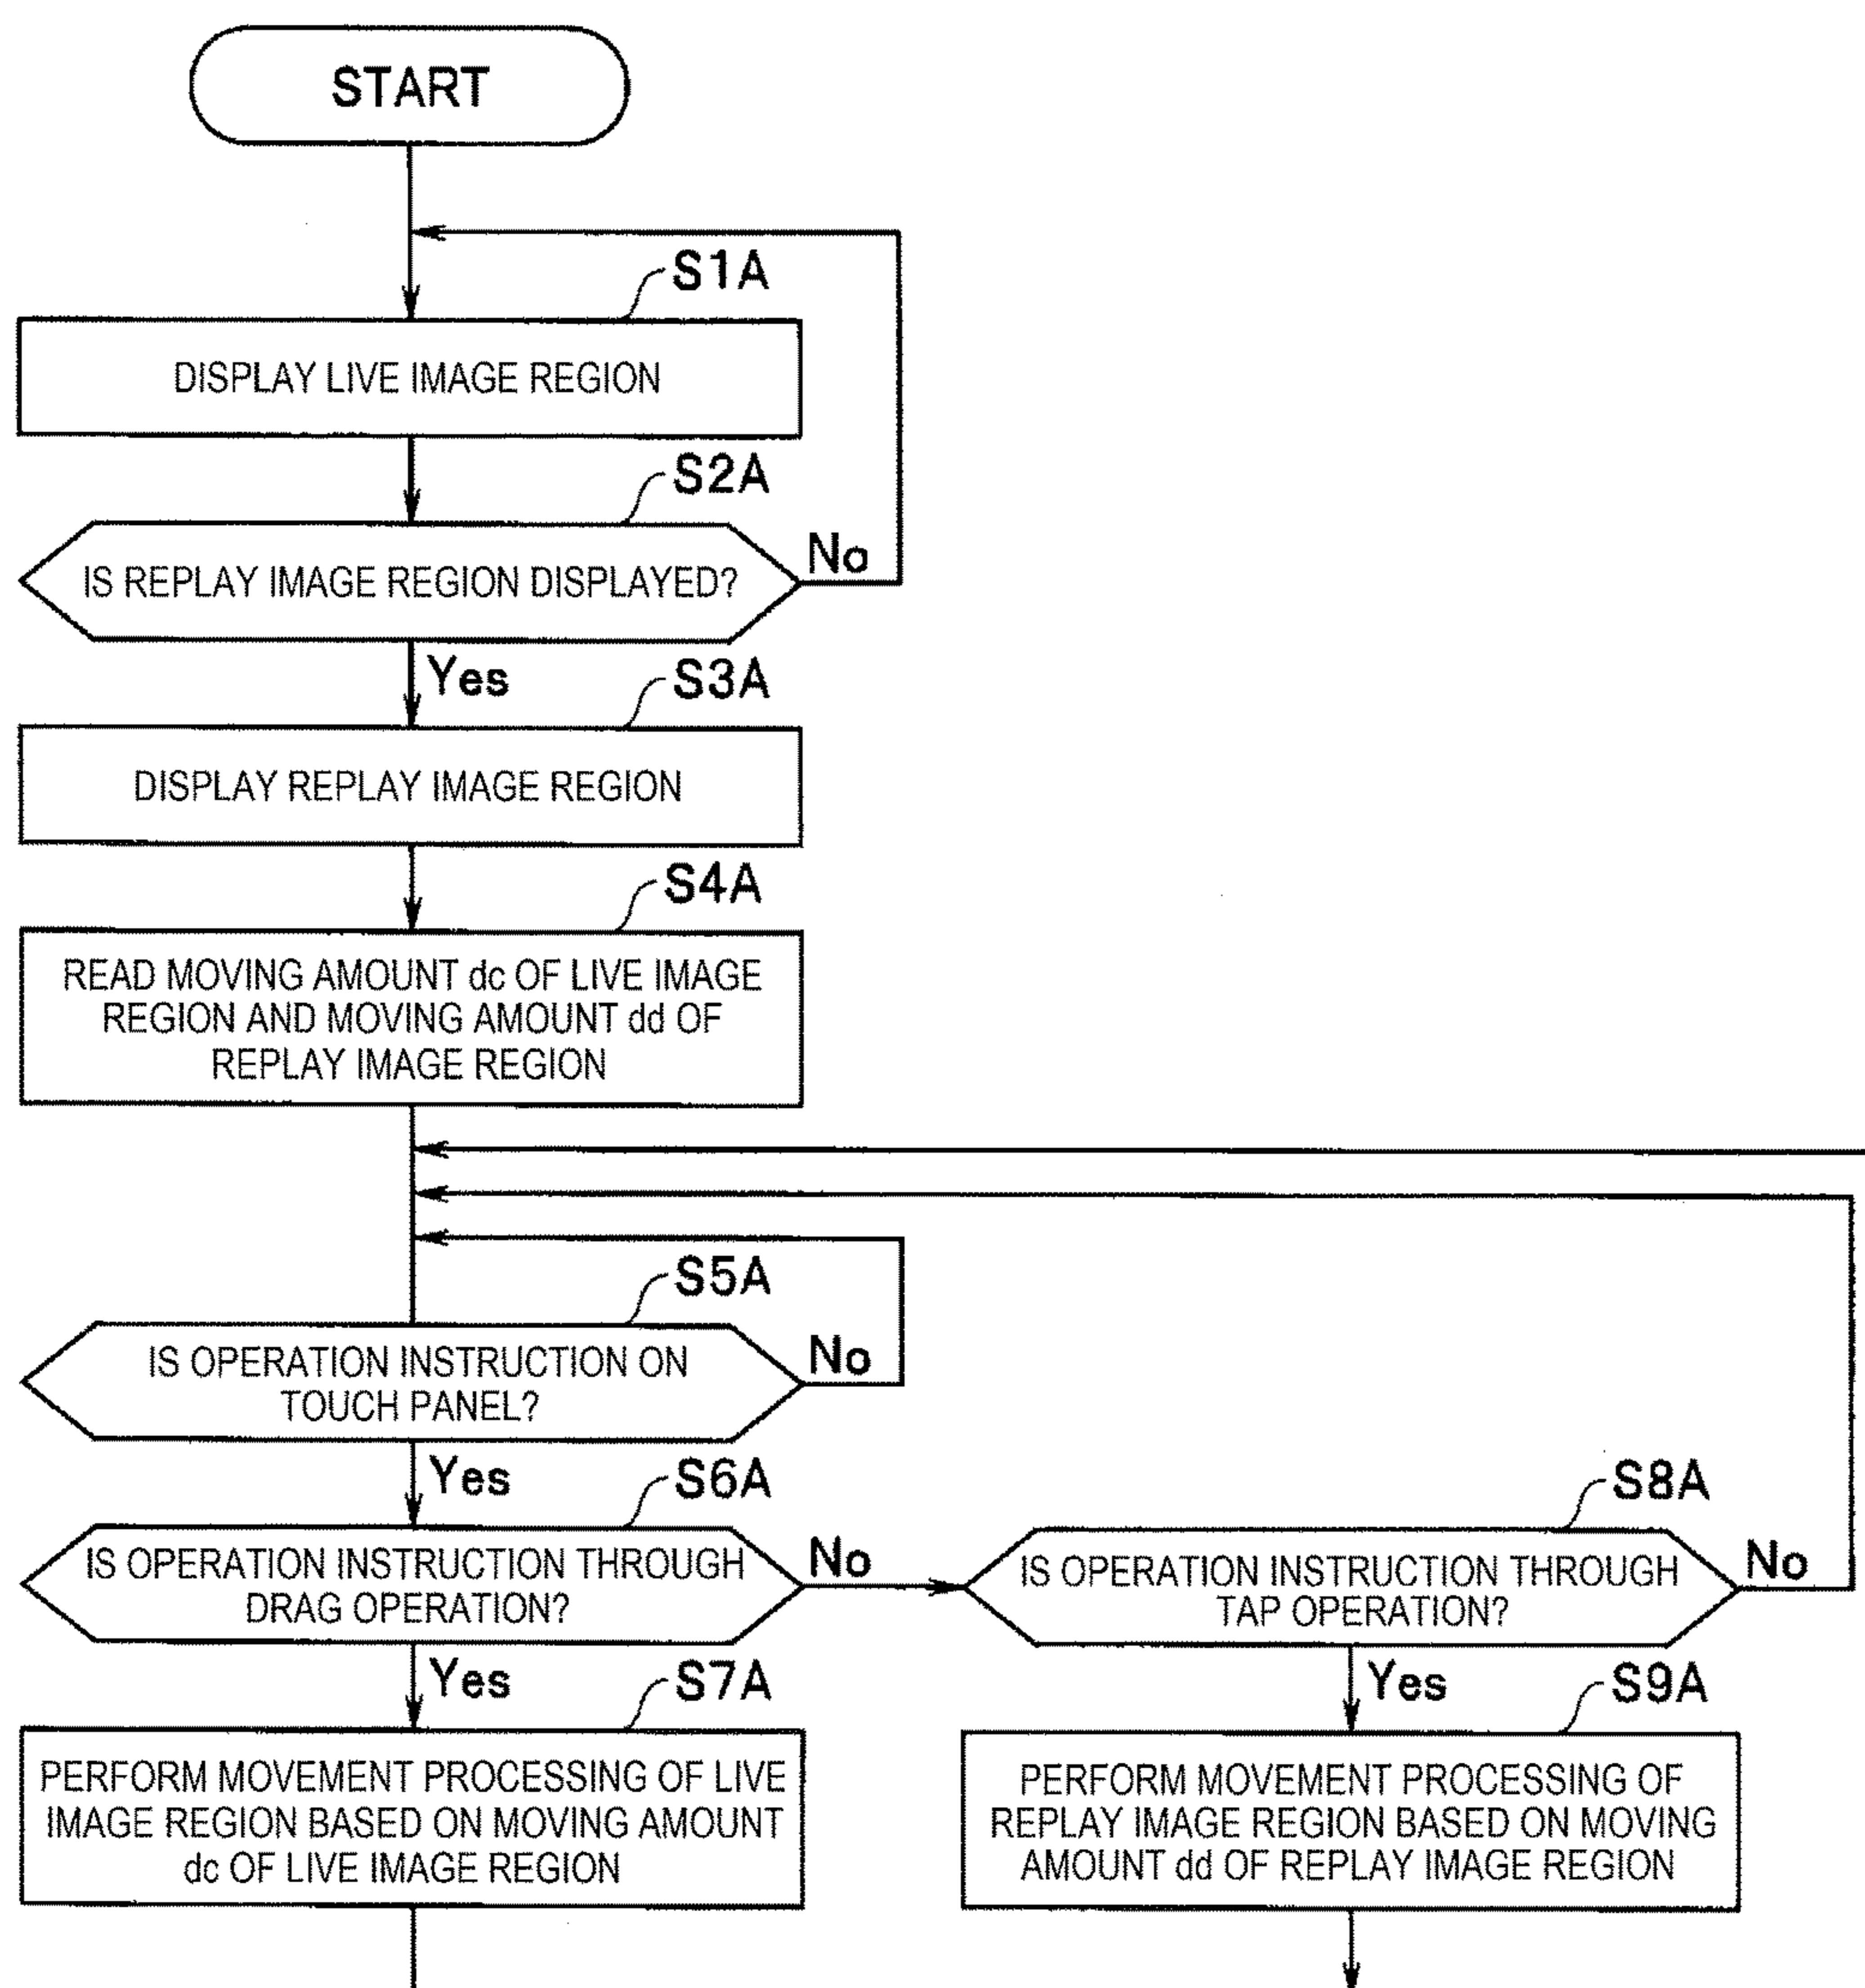 START
S1A
DISPLAY LIVE IMAGE REGION
S2A
IS REPLAY IMAGE REGION DISPLAYED?
No
Yes
S3A
DISPLAY REPLAY IMAGE REGION
S4A
READ MOVING AMOUNT dc OF LIVE IMAGE
REGION AND MOVING AMOUNT dd OF
REPLAY IMAGE REGION
S5A
IS OPERATION INSTRUCTION ON
TOUCH PANEL?
No
Yes
S6A
IS OPERATION INSTRUCTION THROUGH
DRAG OPERATION?
No
S8A
IS OPERATION INSTRUCTION THROUGH
TAP OPERATION?
No
Yes
S7A
PERFORM MOVEMENT PROCESSING OF LIVE
IMAGE REGION BASED ON MOVING AMOUNT
dc OF LIVE IMAGE REGION
Yes
S9A
PERFORM MOVEMENT PROCESSING OF
REPLAY IMAGE REGION BASED ON MOVING
AMOUNT dd OF REPLAY IMAGE REGION